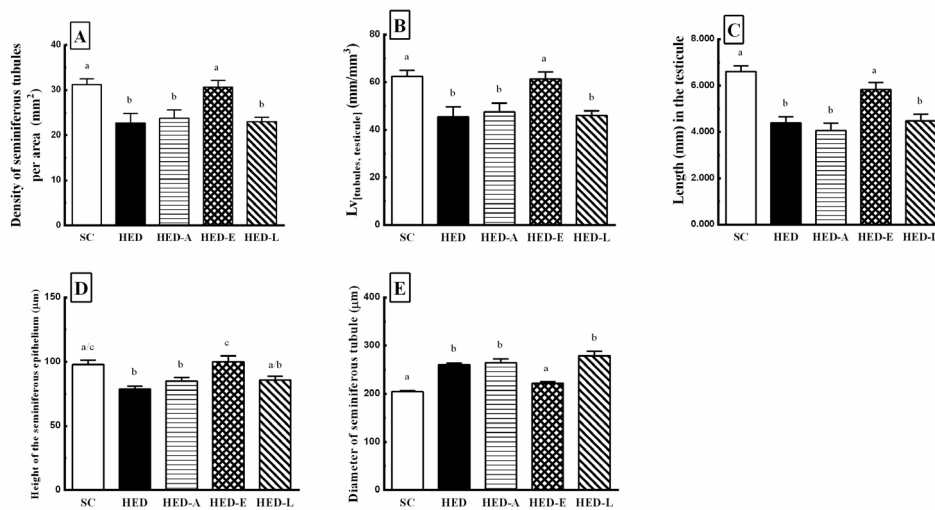 A
Density of seminiferous tubules
per area (mm²)
40
30
20
10
0
a
b
b
a
b
SC HED HED-A HED-E HED-L
B
Lv[tubules, testicule] (mm/mm³)
80
60
40
20
0
a
b
b
a
b
SC HED HED-A HED-E HED-L
C
Length (mm) in the testicule
8.000
6.000
4.000
2.000
0.000
a
b
b
a
b
SC HED HED-A HED-E HED-L
D
Height of the seminiferous epithelium (μm)
150
100
50
0
a/c
b
b
c
a/b
SC HED HED-A HED-E HED-L
E
Diameter of seminiferous tubule (μm)
400
300
200
100
0
a
b
b
a
b
SC HED HED-A HED-E HED-L